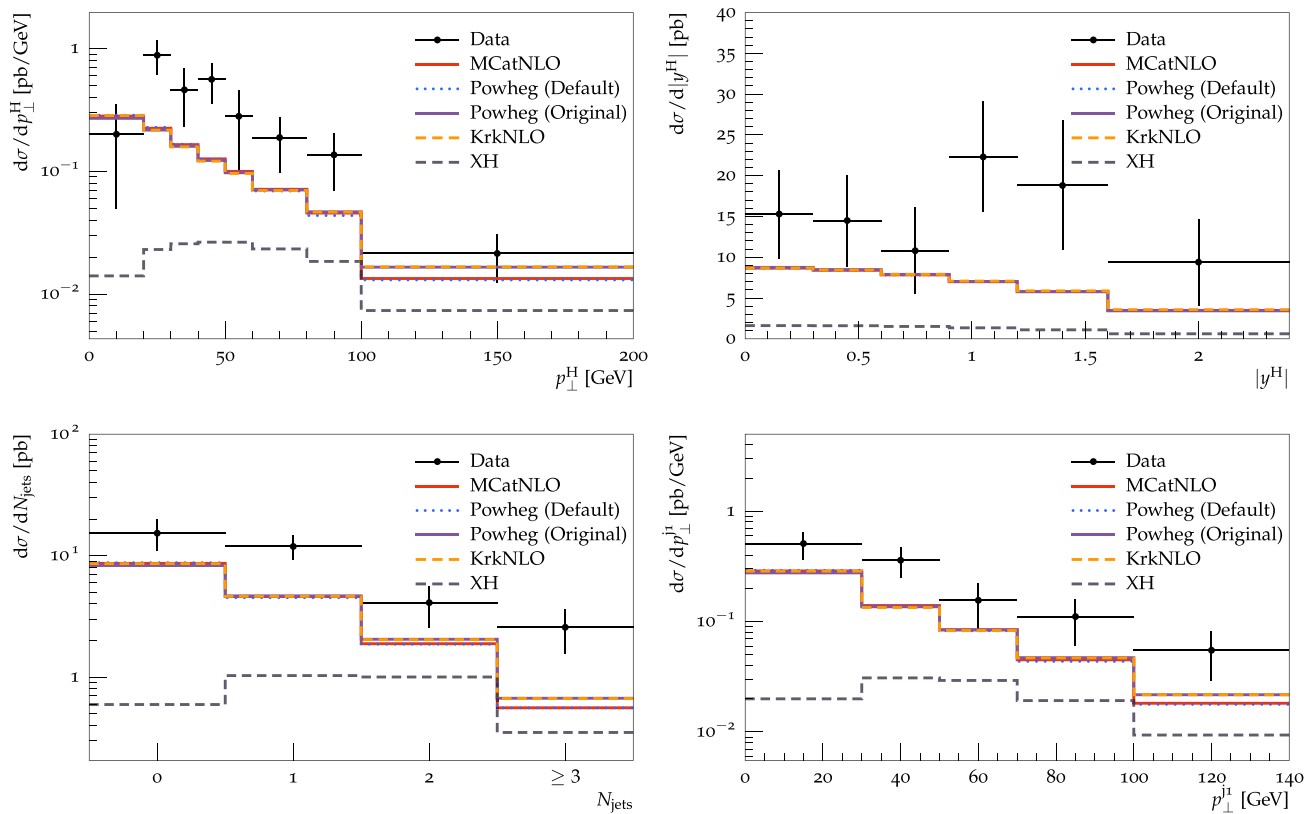 dσ/dp⊥ᴴ [pb/GeV]
1
10⁻¹
10⁻²
Data
MCatNLO
Powheg (Default)
Powheg (Original)
KrkNLO
XH
0 50 100 150 200
p⊥ᴴ [GeV]
dσ/d|yᴴ| [pb]
40
35
30
25
20
15
10
5
0
Data
MCatNLO
Powheg (Default)
Powheg (Original)
KrkNLO
XH
0 0.5 1 1.5 2
|yᴴ|
dσ/dN_jets [pb]
10²
10¹
1
Data
MCatNLO
Powheg (Default)
Powheg (Original)
KrkNLO
XH
0 1 2 ≥ 3
N_jets
dσ/dp⊥ʲ¹ [pb/GeV]
1
10⁻¹
10⁻²
Data
MCatNLO
Powheg (Default)
Powheg (Original)
KrkNLO
XH
0 20 40 60 80 100 120 140
p⊥ʲ¹ [GeV]